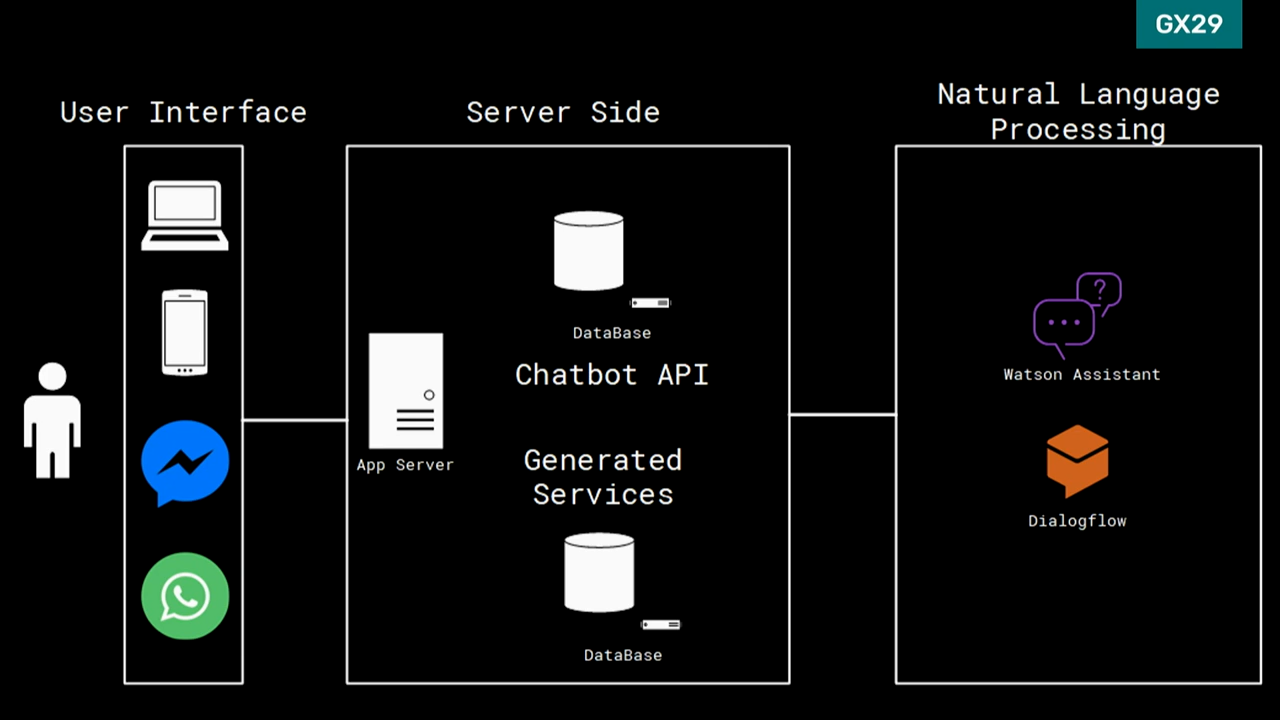 GX29
User Interface
Server Side
Natural Language
Processing
DataBase
Chatbot API
App Server
Generated
Services
DataBase
?
Watson Assistant
Dialogflow